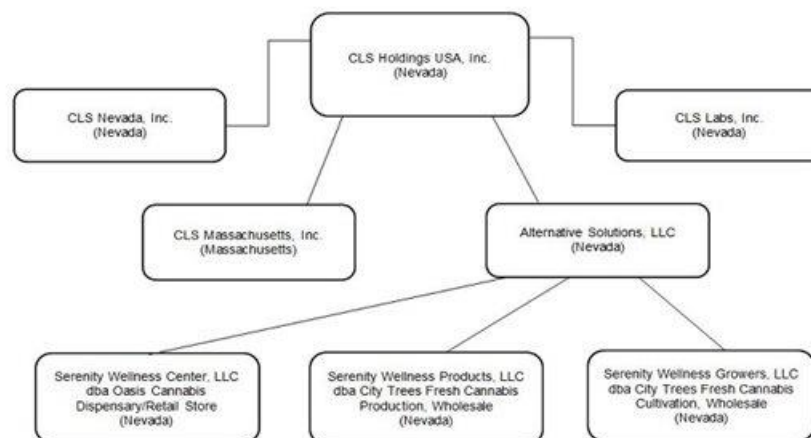 CLS Holdings USA, Inc.
(Nevada)
CLS Nevada, Inc.
(Nevada)
CLS Labs, Inc.
(Nevada)
CLS Massachusetts, Inc.
(Massachusetts)
Alternative Solutions, LLC
(Nevada)
Serenity Wellness Center, LLC
dba Oasis Cannabis
Dispensary/Retail Store
(Nevada)
Serenity Wellness Products, LLC
dba City Trees Fresh Cannabis
Production, Wholesale
(Nevada)
Serenity Wellness Growers, LLC
dba City Trees Fresh Cannabis
Cultivation, Wholesale
(Nevada)